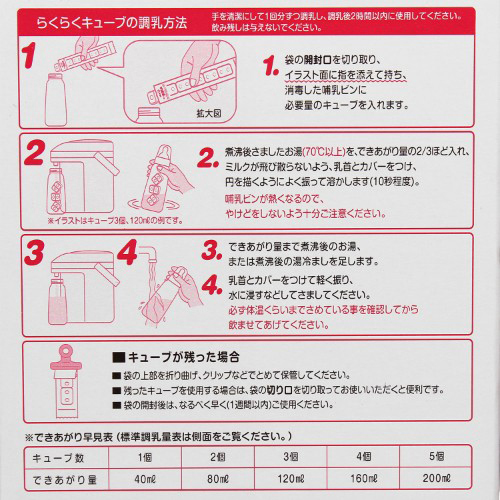 らくらくキューブの調乳方法
手を清潔にして1回分ずつ調乳し、調乳後2時間以内に使用してください。
飲み残しは与えないでください。
1
拡大図
1. 袋の開封口を切り取り、
イラスト面に指を添えて持ち、
消毒した哺乳ビンに
必要量のキューブを入れます。
2
※イラストはキューブ3個、120mlの例です。
2. 煮沸後さましたお湯(70℃以上)を、できあがり量の2/3ほど入れ、
ミルクが飛び散らないよう、乳首とカバーをつけ、
円を描くようによく振って溶かします(10秒程度)。
哺乳ビンが熱くなるので、
やけどをしないよう十分ご注意ください。
3
4
3. できあがり量まで煮沸後のお湯、
または煮沸後の湯冷ましを足します。
4. 乳首とカバーをつけて軽く振り、
水に浸すなどしてさましてください。
必ず体温くらいまでさめている事を確認してから
飲ませてあげてください。
■キューブが残った場合
■袋の上部を折り曲げ、クリップなどでとめて保管してください。
■残ったキューブを使用する場合は、袋の切り口を切り取ってお使いいただくと便利です。
■袋の開封後は、なるべく早く(1週間以内)ご使用ください。
※できあがり早見表(標準調乳量表は側面をご覧ください。)
キューブ数 1個 2個 3個 4個 5個
できあがり量 40ml 80ml 120ml 160ml 200ml